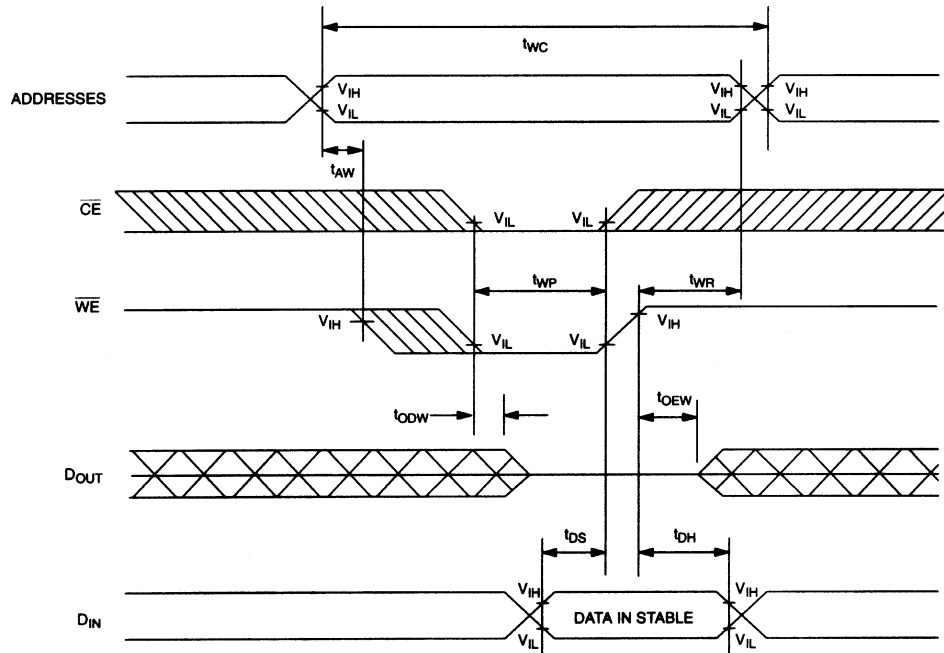 tWC
ADDRESSES
VIH VIH VIH
VIL VIL VIL
tAW
CE VIL VIL
tWP tWR
WE VIH VIH
VIL VIL
tODW tOEW
DOUT
tDS tDH
VIH VIH
DIN DATA IN STABLE
VIL VIL